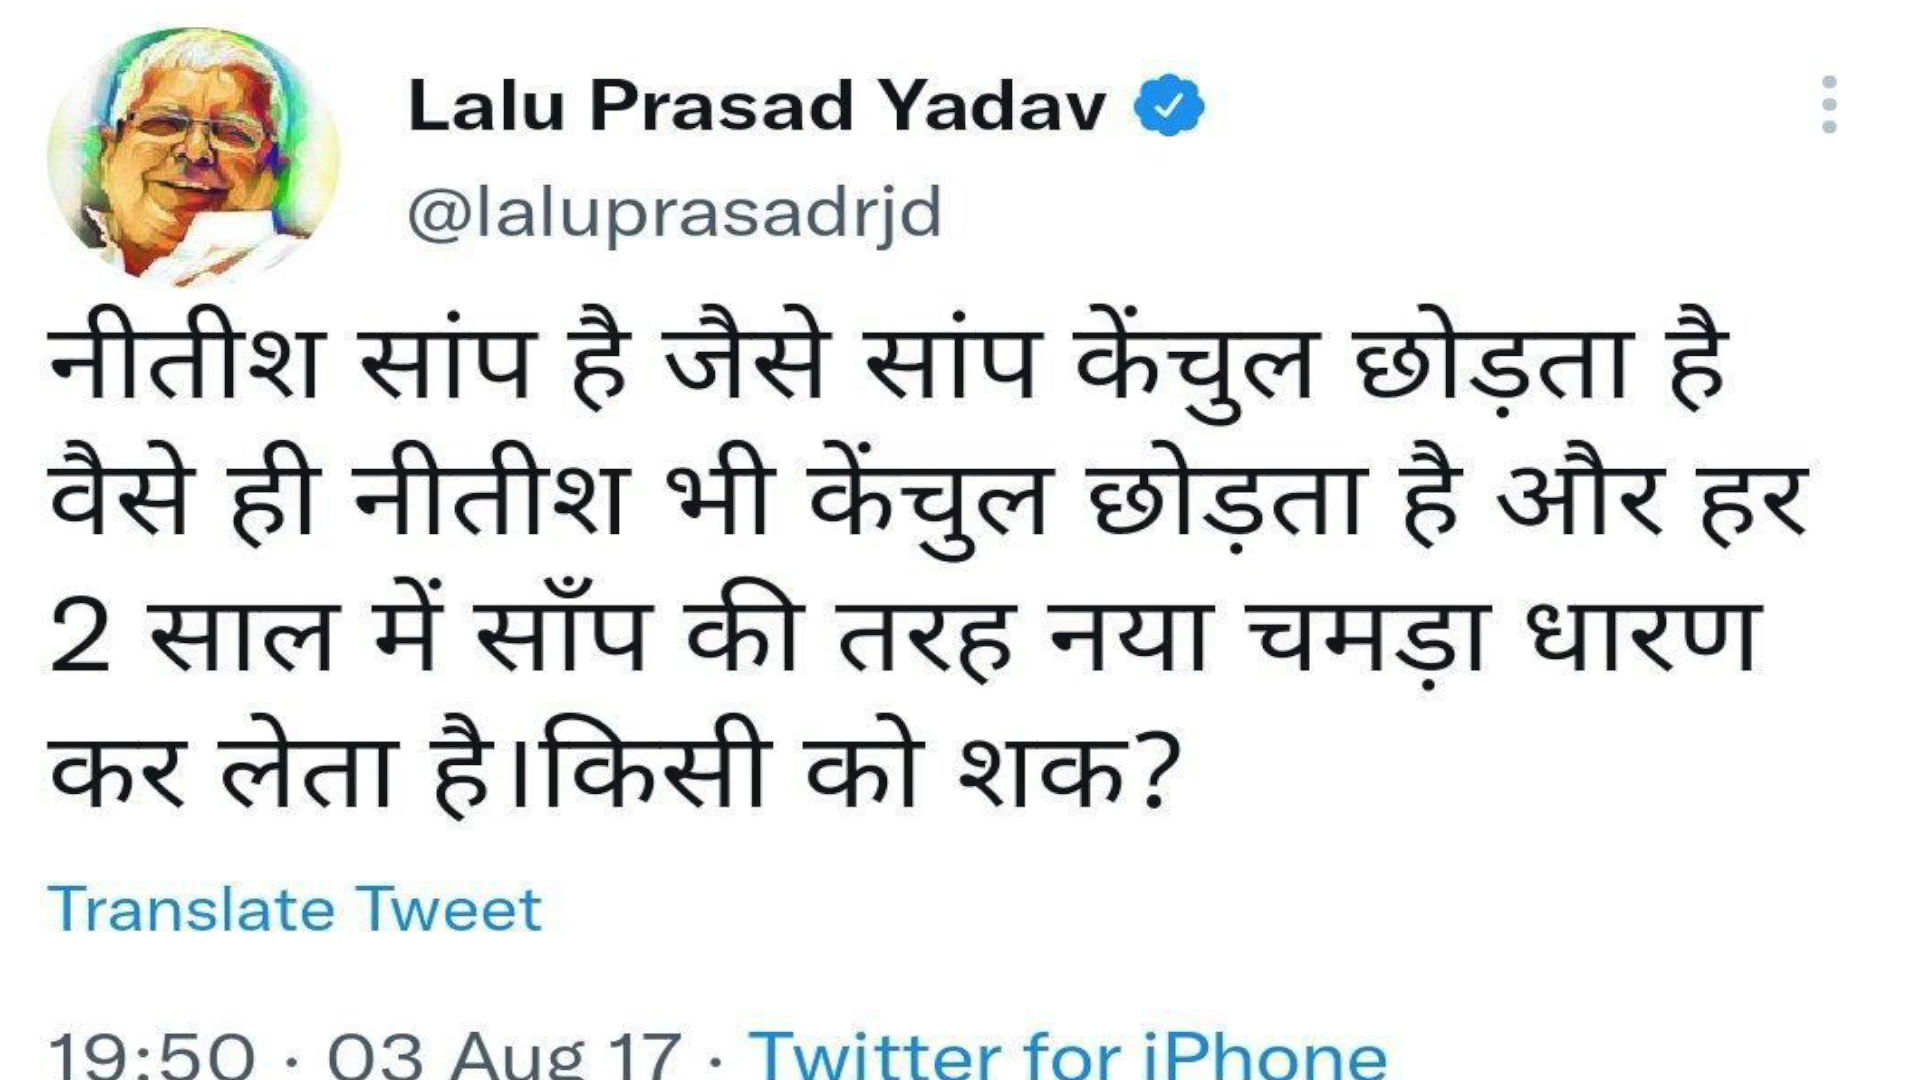 Lalu Prasad Yadav
@laluprasadrjd
नीतीश सांप है जैसे सांप केंचुल छोड़ता है
वैसे ही नीतीश भी केंचुल छोड़ता है और हर
2 साल में साँप की तरह नया चमड़ा धारण
कर लेता है।किसी को शक?
Translate Tweet
19:50 · 03 Aug 17 · Twitter for iPhone